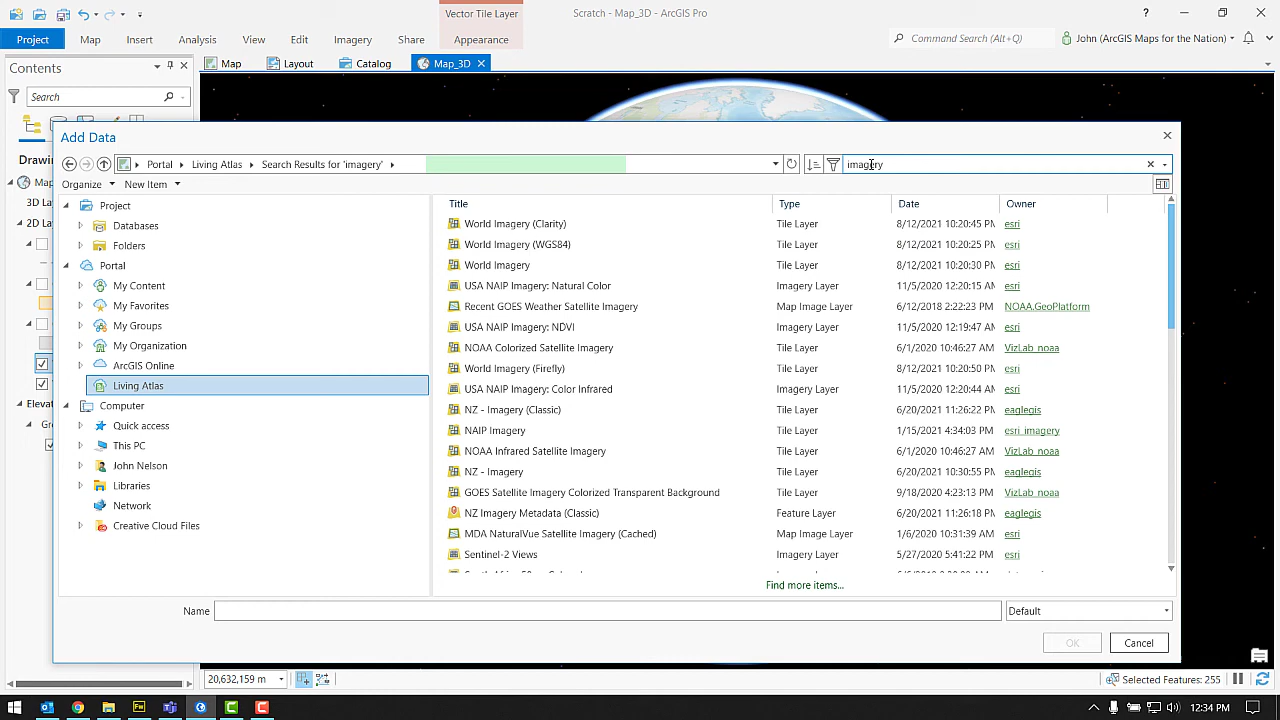 Vector Tile Layer
Scratch - Map_3D - ArcGIS Pro
?
Project
Map
Insert
Analysis
View
Edit
Imagery
Share
Appearance
Command Search (Alt+Q)
John (ArcGIS Maps for the Nation)
Contents
Map
Layout
Catalog
Map_3D
Search
Add Data
Portal
Living Atlas
Search Results for 'imagery'
imagery
Organize
New Item
Project
Databases
Folders
Portal
My Content
My Favorites
My Groups
My Organization
ArcGIS Online
Living Atlas
Computer
Quick access
This PC
John Nelson
Libraries
Network
Creative Cloud Files
Title Type Date Owner
World Imagery (Clarity) Tile Layer 8/12/2021 10:20:45 PM esri
World Imagery (WGS84) Tile Layer 8/12/2021 10:20:25 PM esri
World Imagery Tile Layer 8/12/2021 10:20:30 PM esri
USA NAIP Imagery: Natural Color Imagery Layer 11/5/2020 12:20:15 AM esri
Recent GOES Weather Satellite Imagery Map Image Layer 6/12/2018 2:22:23 PM NOAA.GeoPlatform
USA NAIP Imagery: NDVI Imagery Layer 11/5/2020 12:19:47 AM esri
NOAA Colorized Satellite Imagery Tile Layer 6/1/2020 10:46:27 AM VizLab_noaa
World Imagery (Firefly) Tile Layer 8/12/2021 10:20:50 PM esri
USA NAIP Imagery: Color Infrared Imagery Layer 11/5/2020 12:20:44 AM esri
NZ - Imagery (Classic) Tile Layer 6/20/2021 11:26:22 PM eaglegis
NAIP Imagery Tile Layer 1/15/2021 4:34:03 PM esri_imagery
NOAA Infrared Satellite Imagery Tile Layer 6/1/2020 10:46:27 AM VizLab_noaa
NZ - Imagery Tile Layer 6/20/2021 10:30:55 PM eaglegis
GOES Satellite Imagery Colorized Transparent Background Tile Layer 9/18/2020 4:23:13 PM VizLab_noaa
NZ Imagery Metadata (Classic) Feature Layer 6/20/2021 11:26:18 PM eaglegis
MDA NaturalVue Satellite Imagery (Cached) Map Image Layer 1/6/2020 10:31:39 AM esri
Sentinel-2 Views Imagery Layer 5/27/2020 5:41:22 PM esri
Find more items...
Name
Default
OK
Cancel
Drawin
Map
3D L
2D L
Eleva
Gr
20,632,159 m
Selected Features: 255
12:34 PM